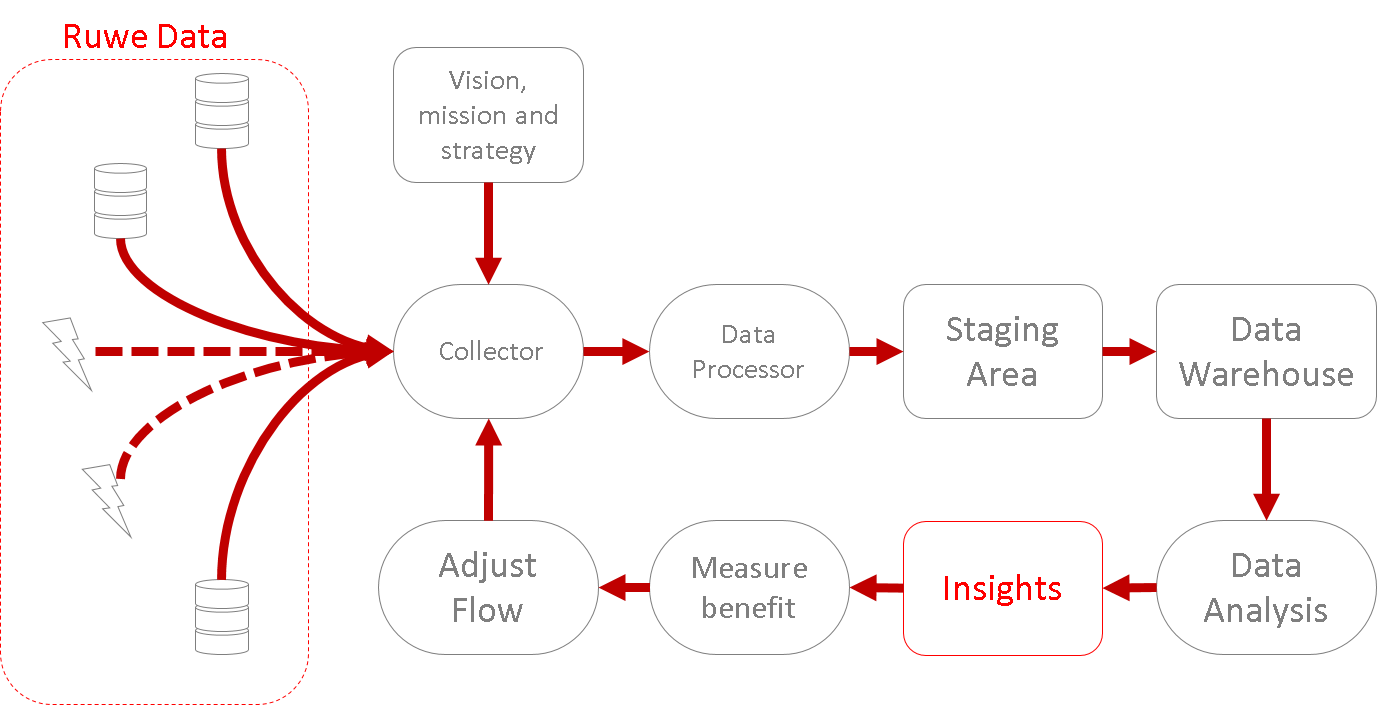 Ruwe Data
Vision,
mission and
strategy
Collector
Data
Processor
Staging
Area
Data
Warehouse
Adjust
Flow
Measure
benefit
Insights
Data
Analysis